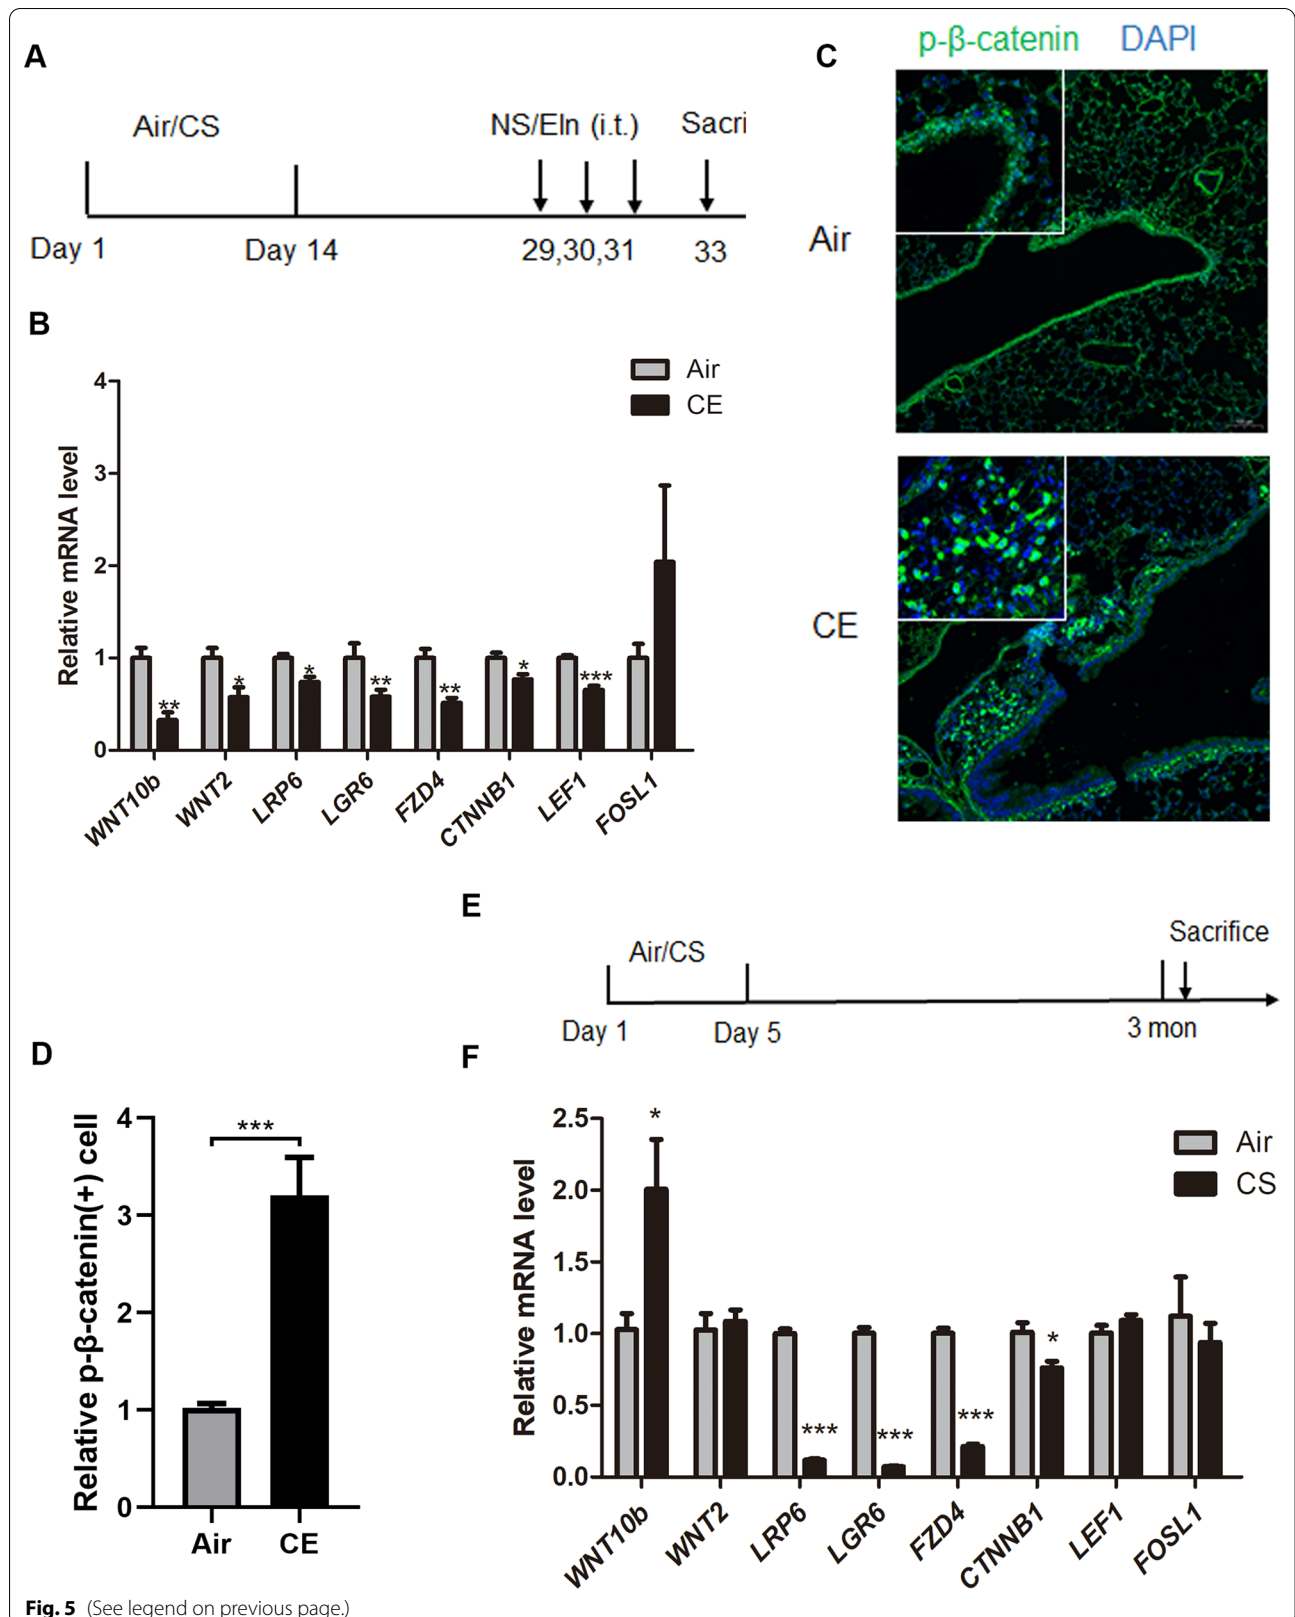 A
Air/CS
NS/Eln (i.t.)
Sacri
Day 1
Day 14
29,30,31
33
B
Air
CE
Relative mRNA level
4
3
2
1
0
**
*
*
**
**
*
***
WNT10b
WNT2
LRP6
LGR6
FZD4
CTNNB1
LEF1
FOSL1
C
p-β-catenin DAPI
Air
CE
D
Relative p-β-catenin(+) cell
4
3
2
1
0
***
Air
CE
E
Air/CS
Sacrifice
Day 1
Day 5
3 mon
F
Air
CS
Relative mRNA level
2.5
2.0
1.5
1.0
0.5
0.0
*
***
***
***
*
WNT10b
WNT2
LRP6
LGR6
FZD4
CTNNB1
LEF1
FOSL1
Fig. 5 (See legend on previous page.)